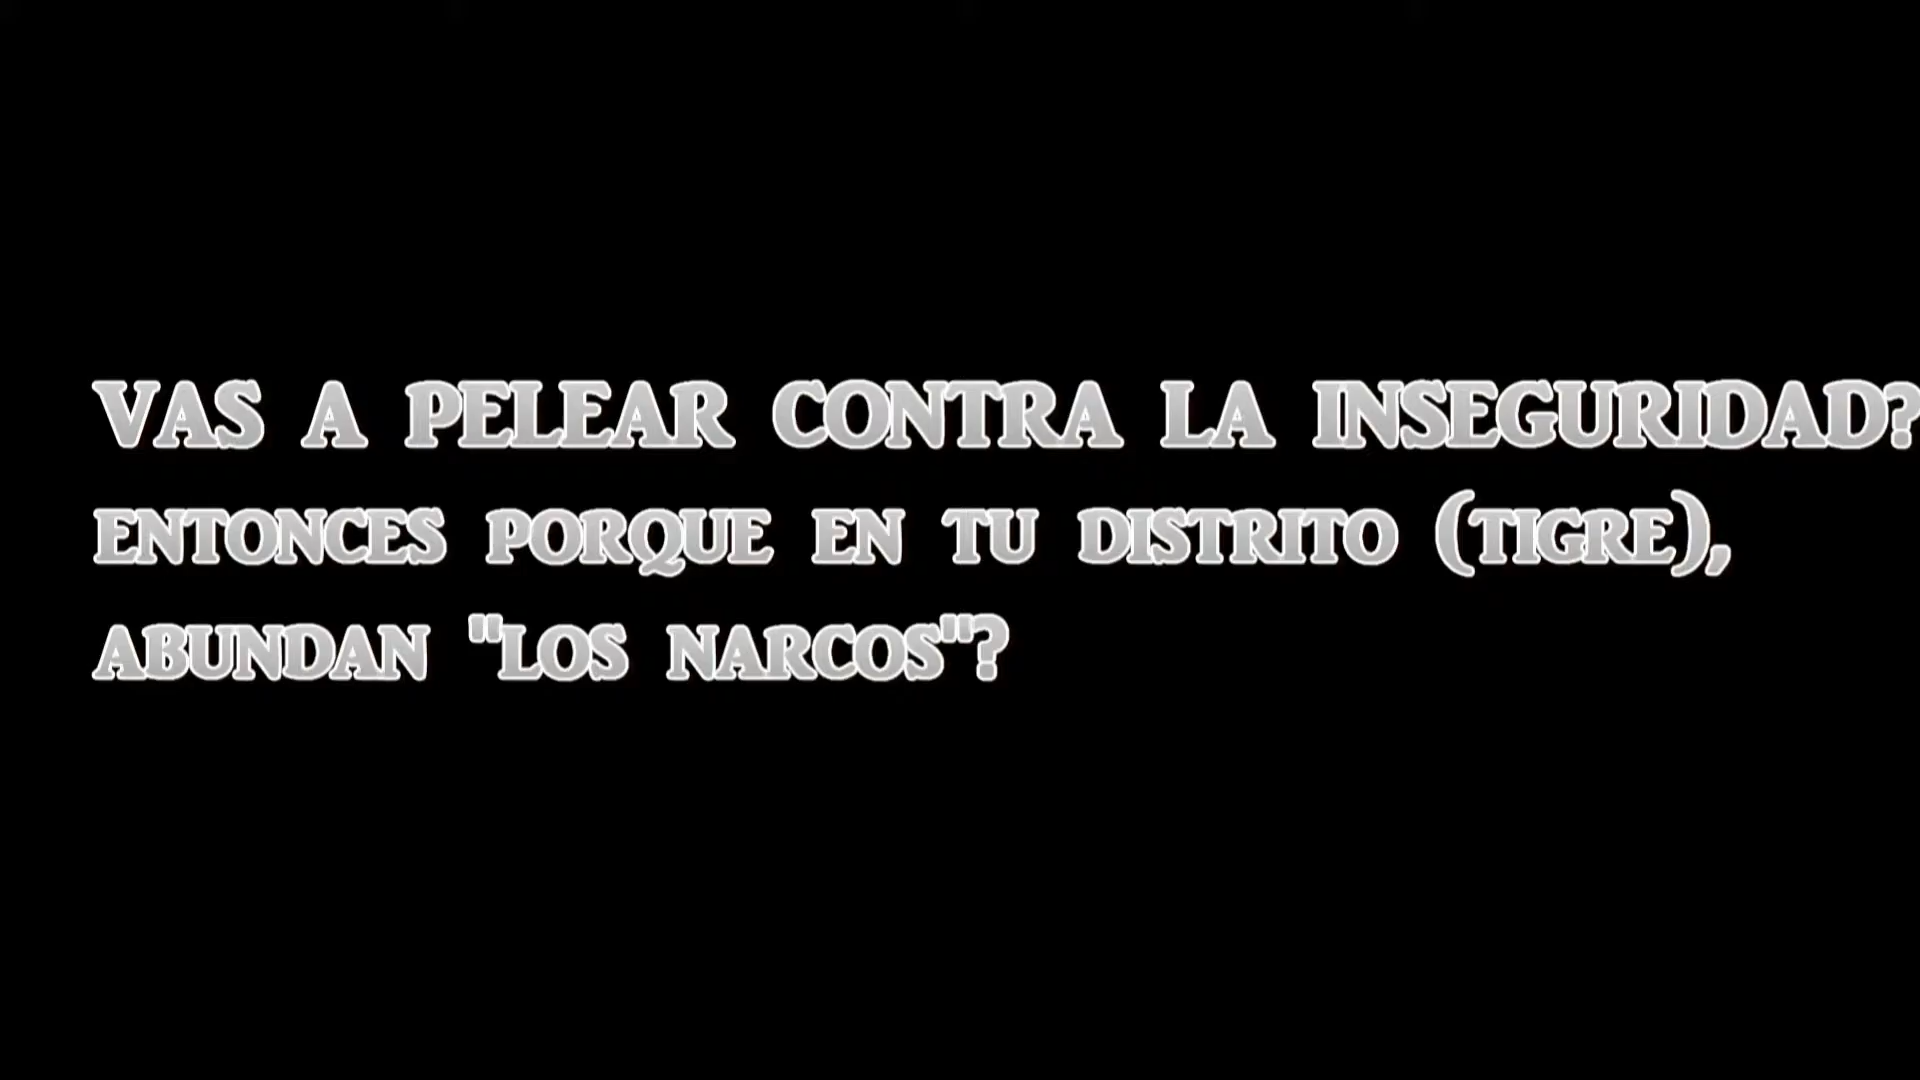 VAS A PELEAR CONTRA LA INSEGURIDAD?
ENTONCES PORQUE EN TU DISTRITO (TIGRE),
ABUNDAN "LOS NARCOS"?